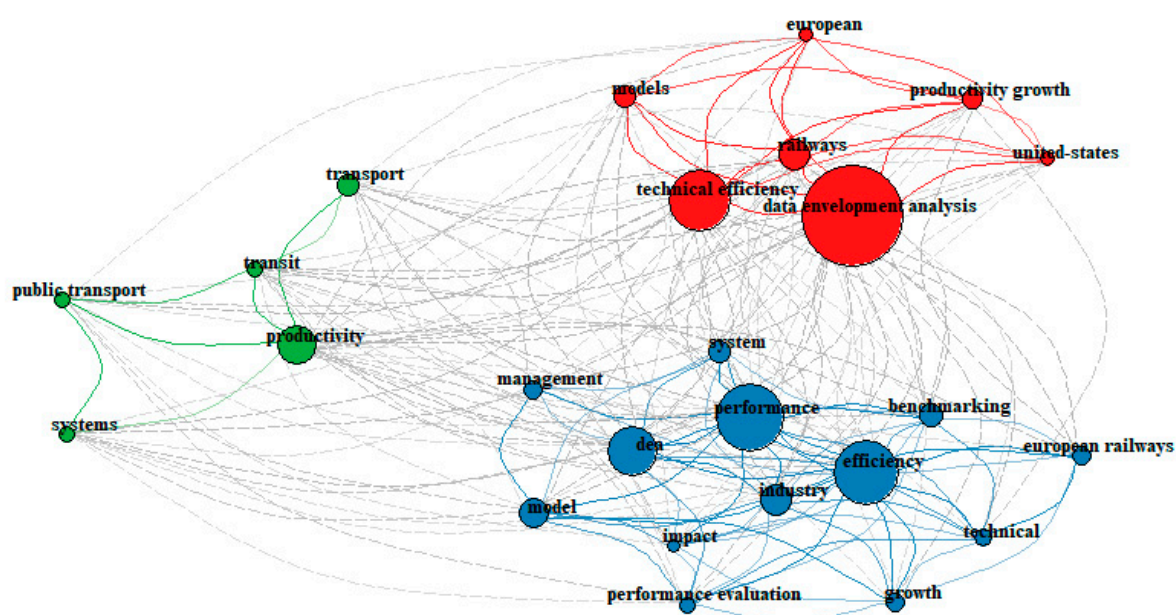 european
models
productivity growth
railways
united-states
transport
technical efficiency
data envelopment analysis
transit
public transport
productivity
system
management
performance
benchmarking
systems
dea
efficiency
european railways
industry
model
impact
technical
performance evaluation
growth